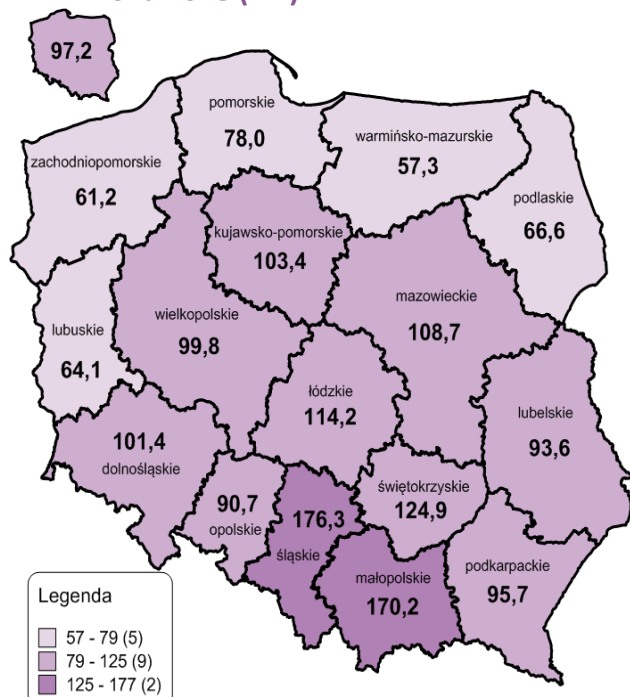 97,2
pomorskie
78,0
warmińsko-mazurskie
57,3
zachodniopomorskie
61,2
podlaskie
66,6
kujawsko-pomorskie
103,4
mazowieckie
108,7
wielkopolskie
99,8
lubuskie
64,1
łódzkie
114,2
lubelskie
93,6
101,4
dolnośląskie
świętokrzyskie
124,9
90,7
opolskie
176,3
śląskie
małopolskie
170,2
podkarpackie
95,7
Legenda
57 - 79 (5)
79 - 125 (9)
125 - 177 (2)